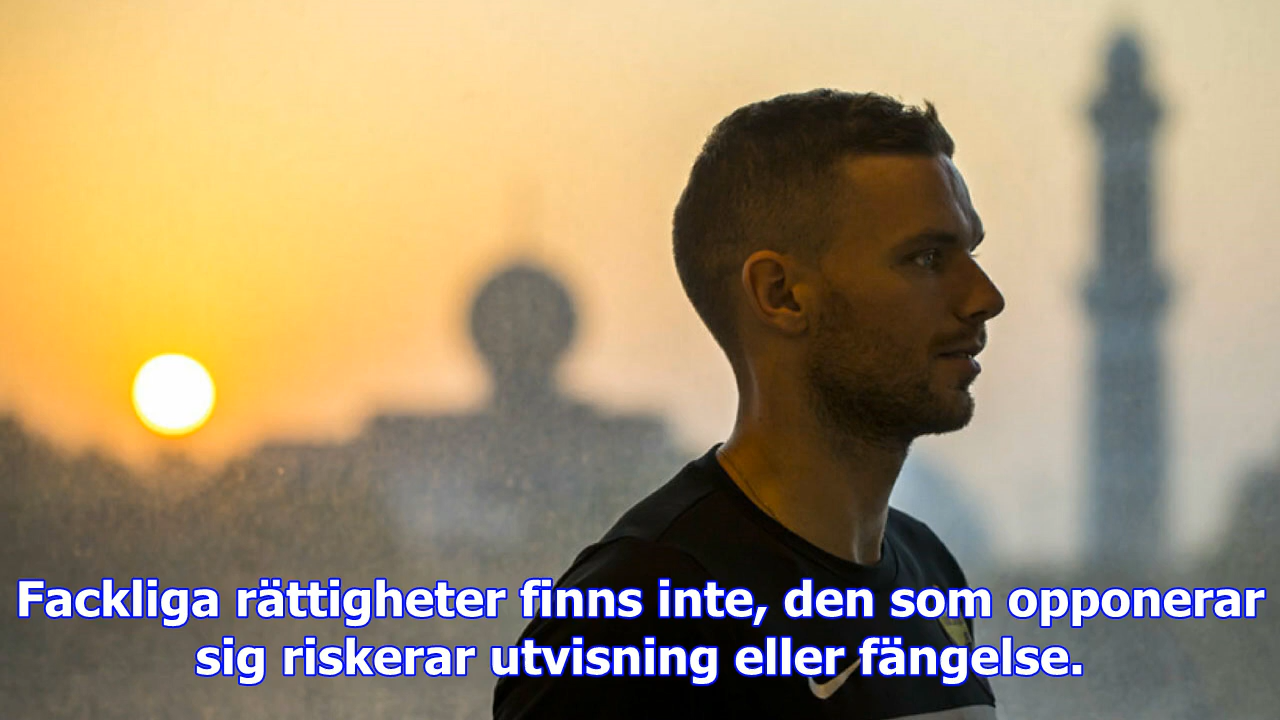 Fackliga rättigheter finns inte, den som opponerar
sig riskerar utvisning eller fängelse.